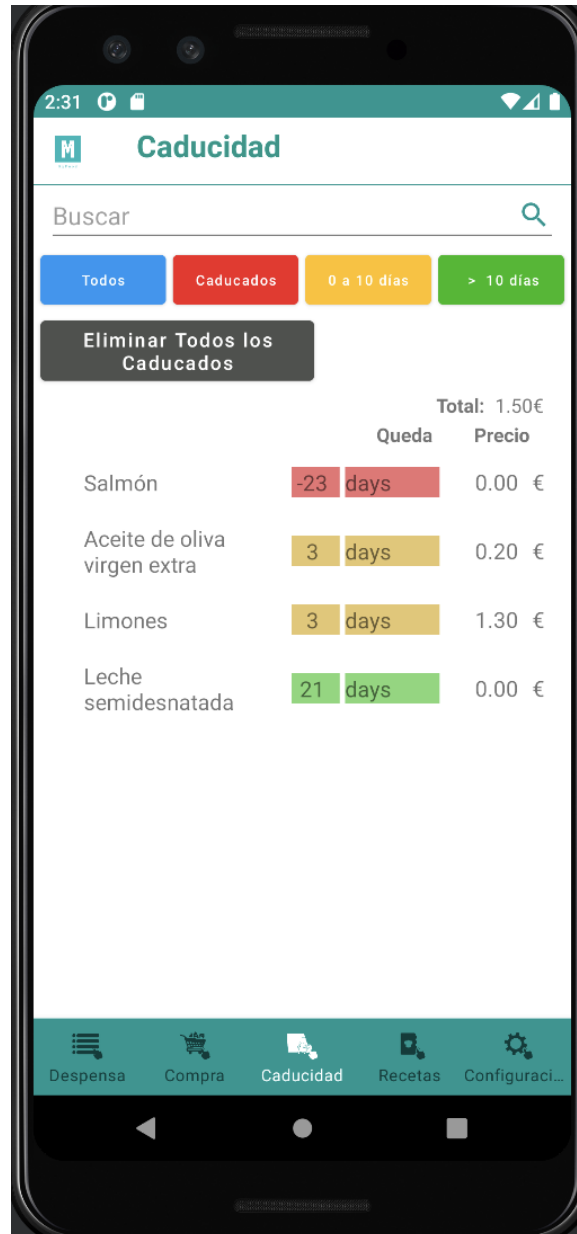 2:31
M
Caducidad
Buscar
Todos
Caducados
0 a 10 días
> 10 días
Eliminar Todos los
Caducados
Total: 1.50€
Queda Precio
Salmón -23 days 0.00 €
Aceite de oliva
virgen extra
3 days 0.20 €
Limones 3 days 1.30 €
Leche
semidesnatada
21 days 0.00 €
Despensa
Compra
Caducidad
Recetas
Configuraci...